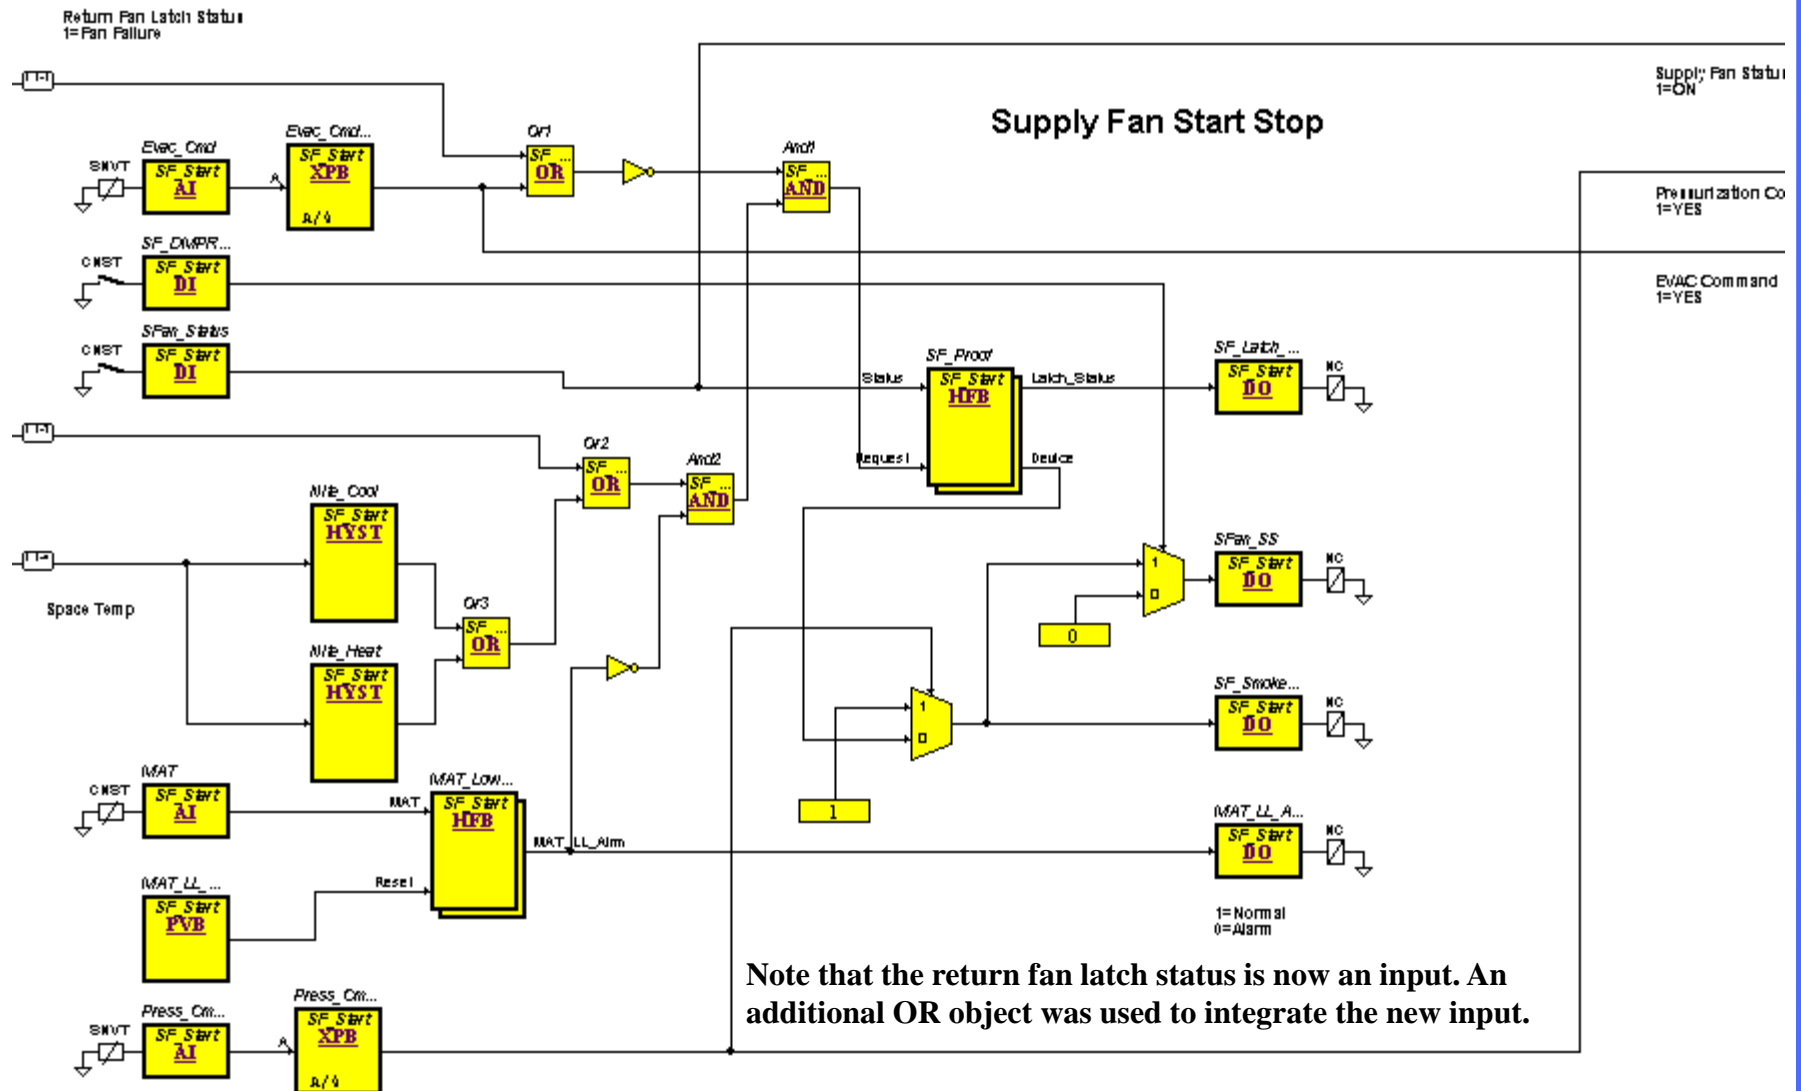 Return Fan Latch Status
1=Fan Failure
Supply Fan Status
1=ON
Supply Fan Start Stop
Evac_Cmd
SNVT
SF_Start
AI
Evac_Cmd...
A
SF_Start
XPB
A/4
Or1
SF_...
OR
And1
SF_...
AND
Pressurization Co
1=YES
EVAC Command
1=YES
SF_DMPR...
CNST
SF_Start
DI
SFan_Status
CNST
SF_Start
DI
SF_Proof
Status
SF_Start
HFB
Latch_Status
Request
Device
SF_Latch_...
SF_Start
DO
NC
Or2
SF_...
OR
And2
SF_...
AND
Nite_Cool
SF_Start
HYST
Space Temp
Or3
SF_...
OR
Nite_Heat
SF_Start
HYST
1
0
0
SFan_SS
SF_Start
DO
NC
1
0
1
SF_Smoke...
SF_Start
DO
NC
MAT
CNST
SF_Start
AI
MAT
MAT_Low...
SF_Start
HFB
MAT_LL_Alrm
Reset
MAT_LL_...
SF_Start
PVB
MAT_LL_A...
SF_Start
DO
NC
1=Normal
0=Alarm
Note that the return fan latch status is now an input. An
additional OR object was used to integrate the new input.
Press_Cm...
SNVT
SF_Start
AI
Press_Cm...
A
SF_Start
XPB
A/4